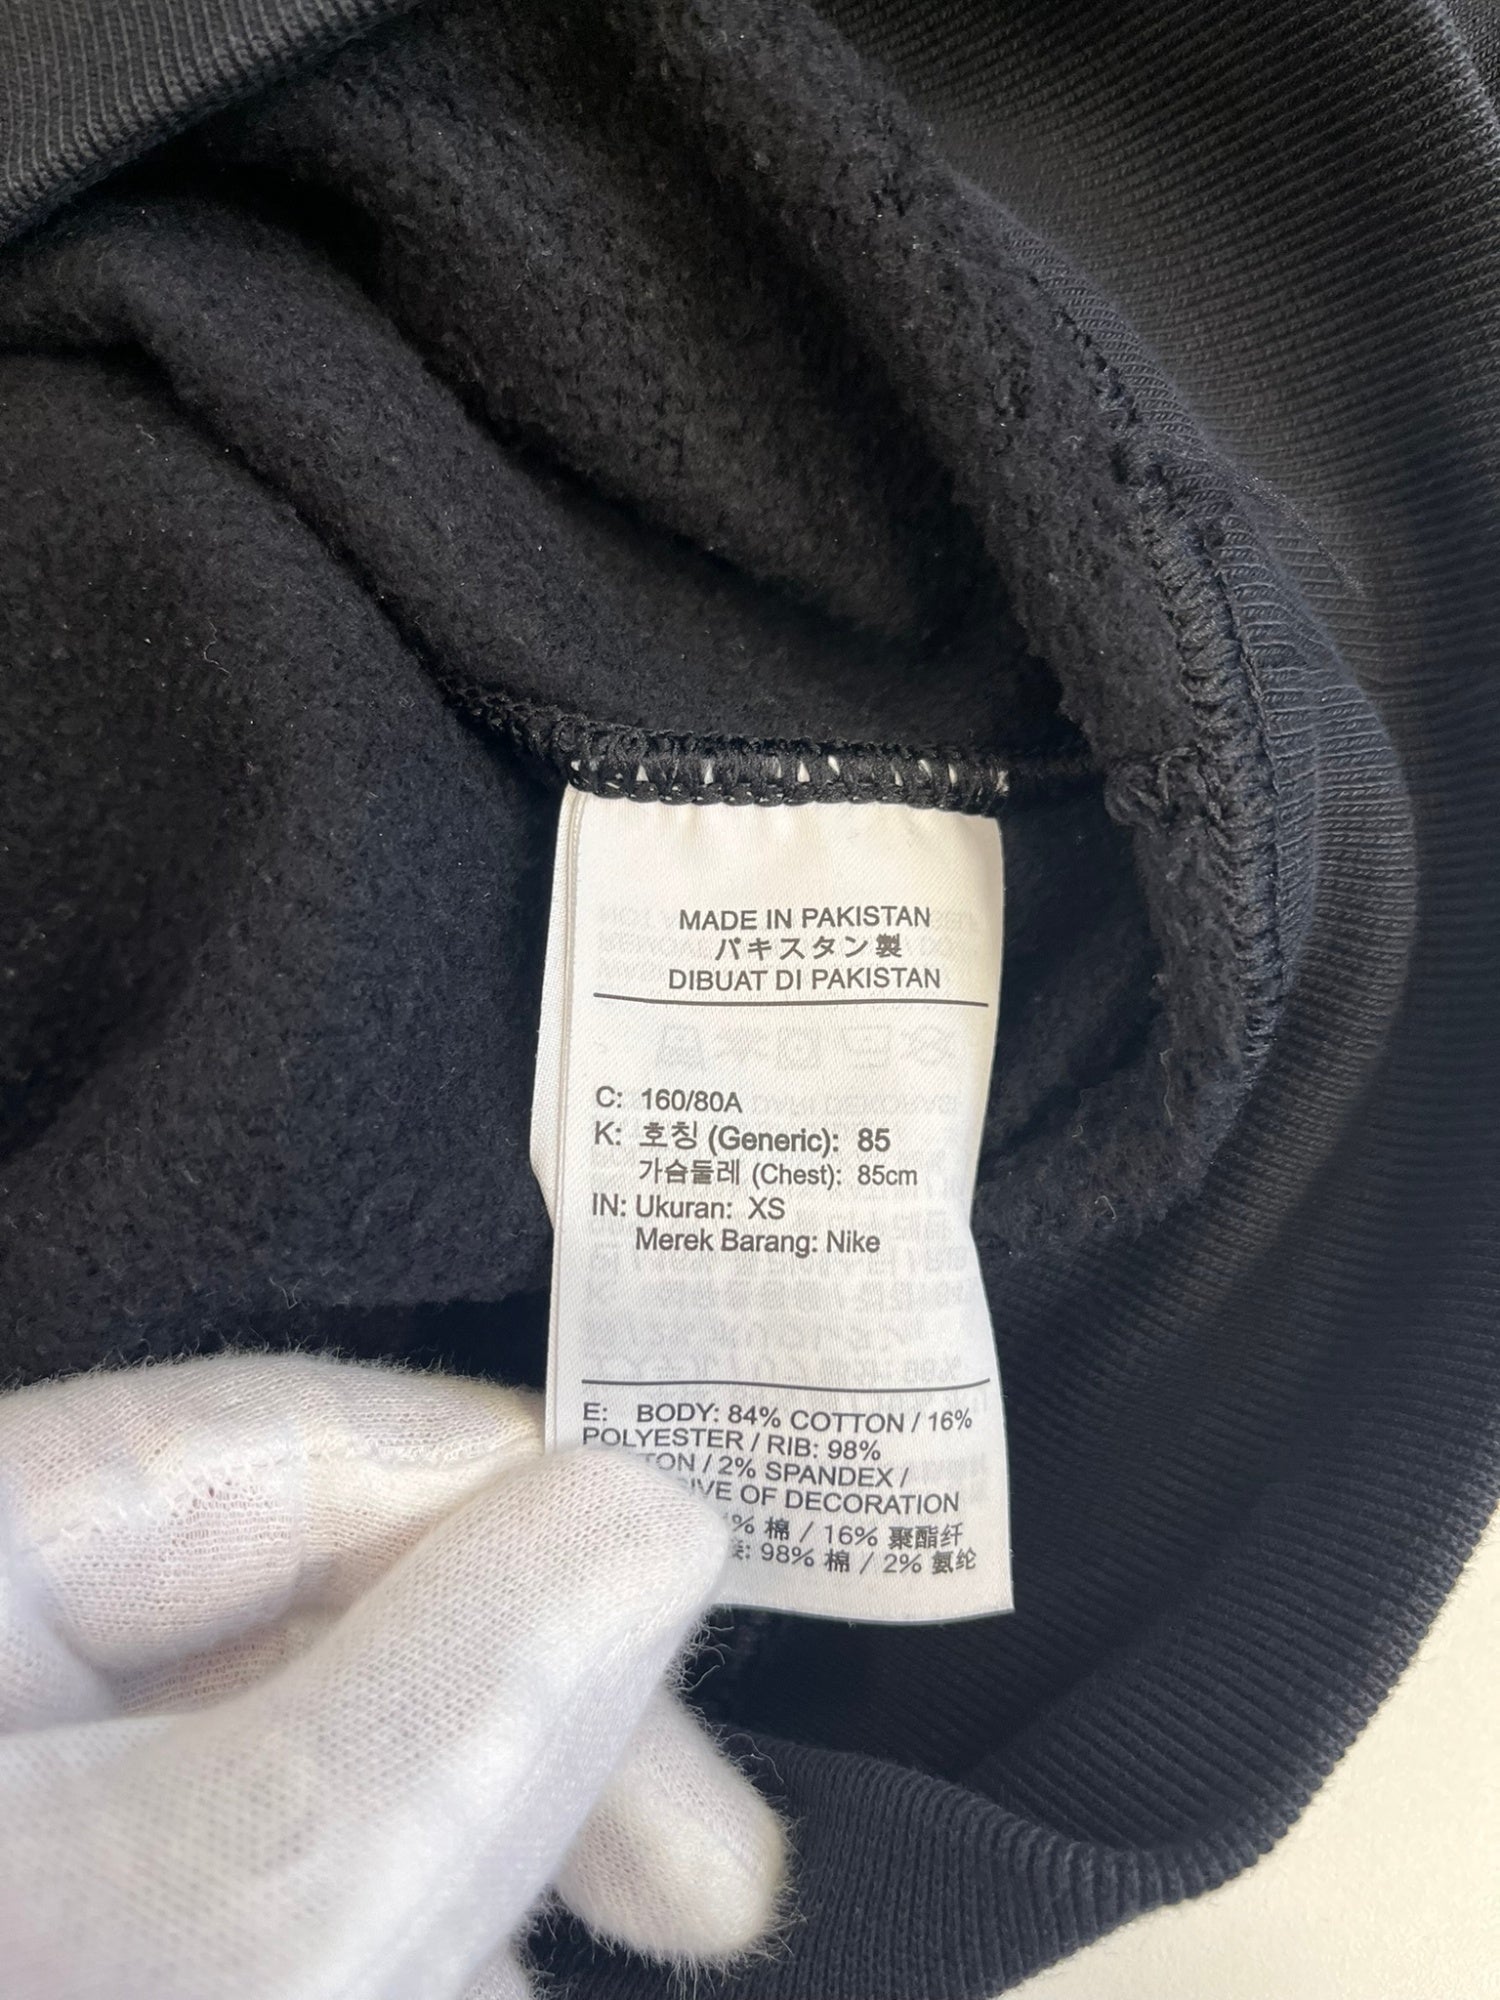 MADE IN PAKISTAN
パキスタン製
DIBUAT DI PAKISTAN
C: 160/80A
K: 호칭 (Generic): 85
가슴둘레 (Chest): 85cm
IN: Ukuran: XS
Merek Barang: Nike
E: BODY: 84% COTTON / 16%
POLYESTER / RIB: 98%
/ 2% SPANDEX /
OF DECORATION
棉 / 16% 聚酯纤
98% 棉 / 2% 氨纶